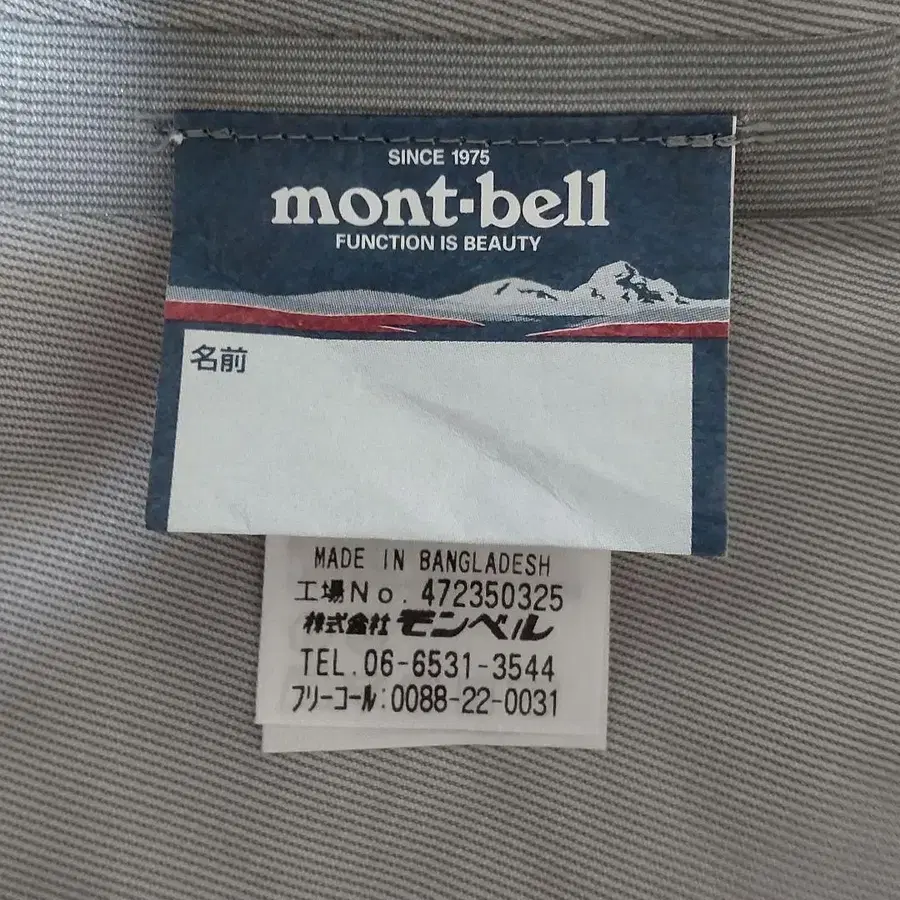 SINCE 1975
mont-bell
FUNCTION IS BEAUTY
名前
MADE IN BANGLADESH
工場No. 472350325
株式会社 モンベル
TEL. 06-6531-3544
フリーコール:0088-22-0031